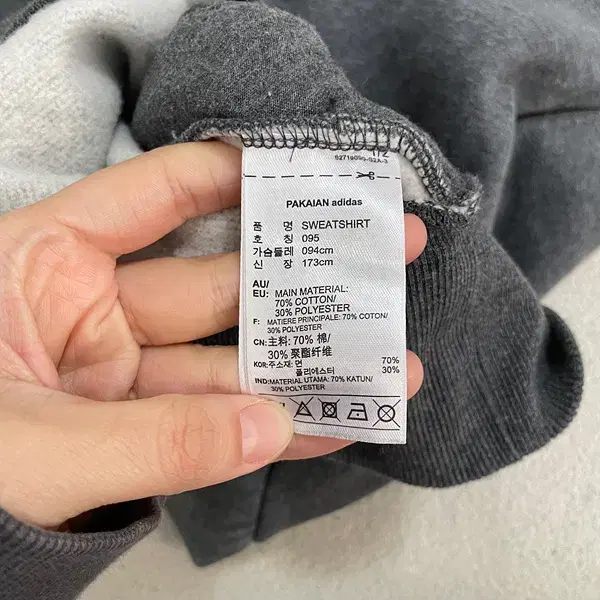 1/2
PAKAIAN adidas
품 명 SWEATSHIRT
호 칭 095
가슴둘레 094cm
신 장 173cm
AU/
EU: MAIN MATERIAL:
70% COTTON/
30% POLYESTER
F: MATIERE PRINCIPALE: 70% COTON/
30% POLYESTER
CN: 主料: 70% 棉/
30% 聚酯纤维
KOR: 주소재: 면 70%
폴리에스터 30%
IND: MATERIAL UTAMA: 70% KATUN/
30% POLYESTER